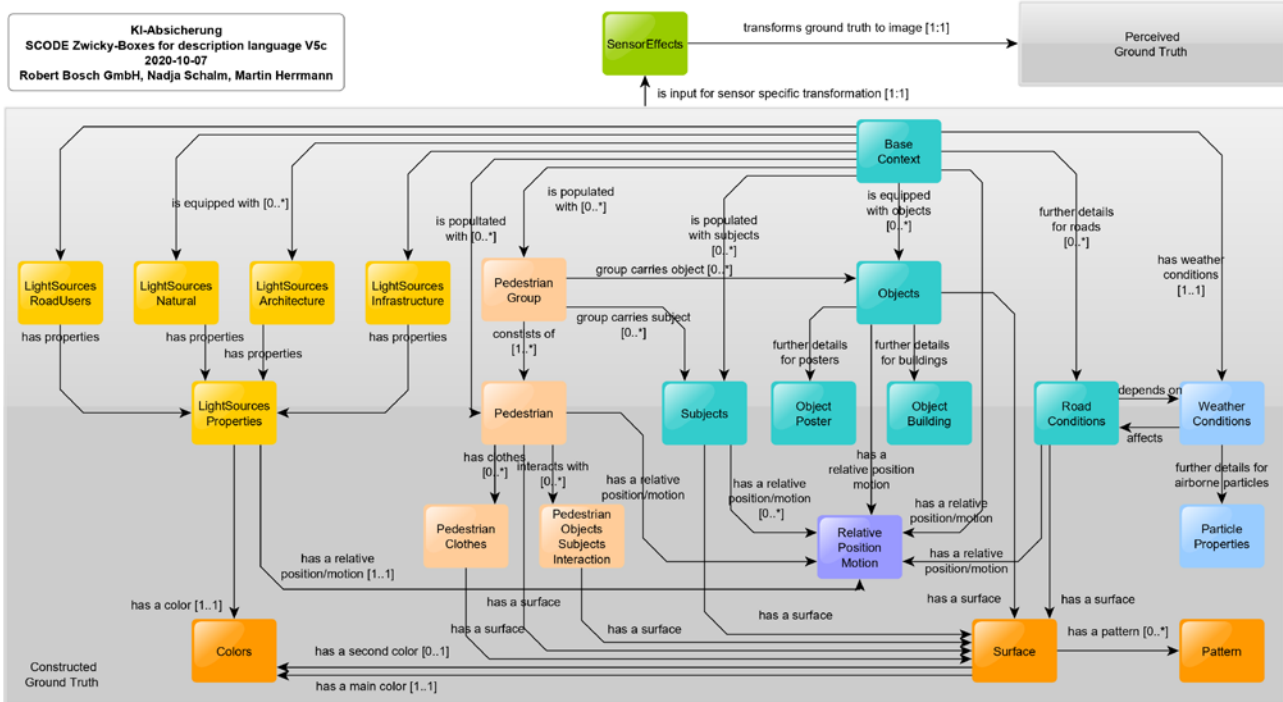 KI-Absicherung
SCODE Zwicky-Boxes for description language V5c
2020-10-07
Robert Bosch GmbH, Nadja Schalm, Martin Herrmann
SensorEffects
transforms ground truth to image [1:1]
Perceived
Ground Truth
is input for sensor specific transformation [1:1]
Base
Context
is equipped with [0..*]
is popultated
with [0..*]
is populated
with [0..*]
is populated
with subjects
[0..*]
is equipped
with objects
[0..*]
further details
for roads
[0..*]
has weather
conditions
[1..1]
LightSources
RoadUsers
LightSources
Natural
LightSources
Architecture
LightSources
Infrastructure
Pedestrian
Group
group carries object [0..*]
Objects
group carries subject
[0..*]
has properties
has properties
has properties
has properties
constists of
[1..*]
further details
for posters
further details
for buildings
LightSources
Properties
Pedestrian
Subjects
Object
Poster
Object
Building
Road
Conditions
depends on
Weather
Conditions
affects
has clothes
[0..*]
interacts with
[0..*]
has a relative
position/motion
has a relative
position/motion
[0..*]
has a
relative position
motion
has a relative
position/motion
further details for
airborne particles
Pedestrian
Clothes
Pedestrian
Objects
Subjects
Interaction
Relative
Position
Motion
Particle
Properties
has a relative
position/motion [1..1]
has a relative
position/motion
has a color [1..1]
has a surface
has a surface
has a surface
has a surface
has a surface
has a surface
Colors
has a second color [0..1]
has a main color [1..1]
Surface
has a pattern [0..*]
Pattern
Constructed
Ground Truth